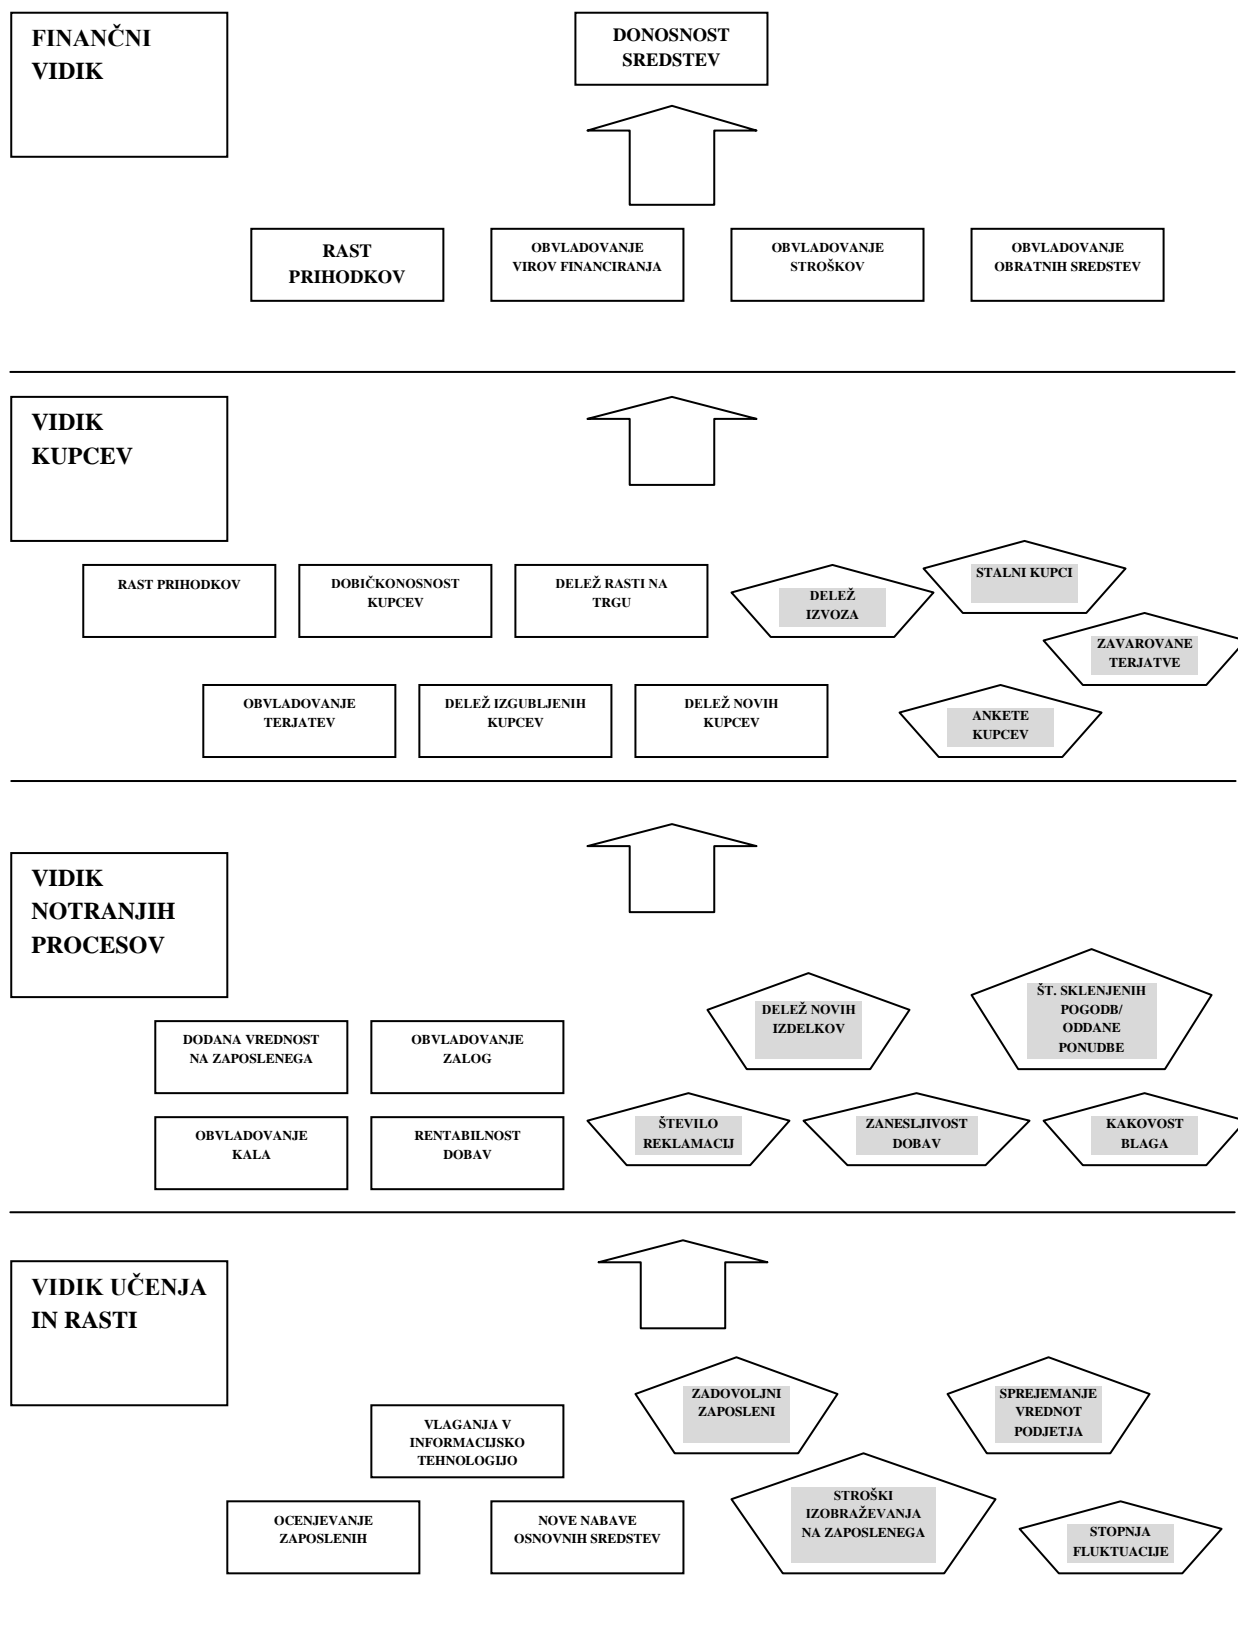 FINANČNI
VIDIK
DONOSNOST
SREDSTEV
RAST
PRIHODKOV
OBVLADOVANJE
VIROV FINANCIRANJA
OBVLADOVANJE
STROŠKOV
OBVLADOVANJE
OBRATNIH SREDSTEV
VIDIK
KUPCEV
RAST PRIHODKOV
DOBIČKONOSNOST
KUPCEV
DELEŽ RASTI NA
TRGU
DELEŽ
IZVOZA
STALNI KUPCI
ZAVAROVANE
TERJATVE
OBVLADOVANJE
TERJATEV
DELEŽ IZGUBLJENIH
KUPCEV
DELEŽ NOVIH
KUPCEV
ANKETE
KUPCEV
VIDIK
NOTRANJIH
PROCESOV
DODANA VREDNOST
NA ZAPOSLENEGA
OBVLADOVANJE
ZALOG
DELEŽ NOVIH
IZDELKOV
ŠT. SKLENJENIH
POGODB/
ODDANE
PONUDBE
OBVLADOVANJE
KALA
RENTABILNOST
DOBAV
ŠTEVILO
REKLAMACIJ
ZANESLJIVOST
DOBAV
KAKOVOST
BLAGA
VIDIK UČENJA
IN RASTI
VLAGANJA V
INFORMACIJSKO
TEHNOLOGIJO
ZADOVOLJNI
ZAPOSLENI
SPREJEMANJE
VREDNOT
PODJETJA
OCENJEVANJE
ZAPOSLENIH
NOVE NABAVE
OSNOVNIH SREDSTEV
STROŠKI
IZOBRAŽEVANJA
NA ZAPOSLENEGA
STOPNJA
FLUKTUACIJE